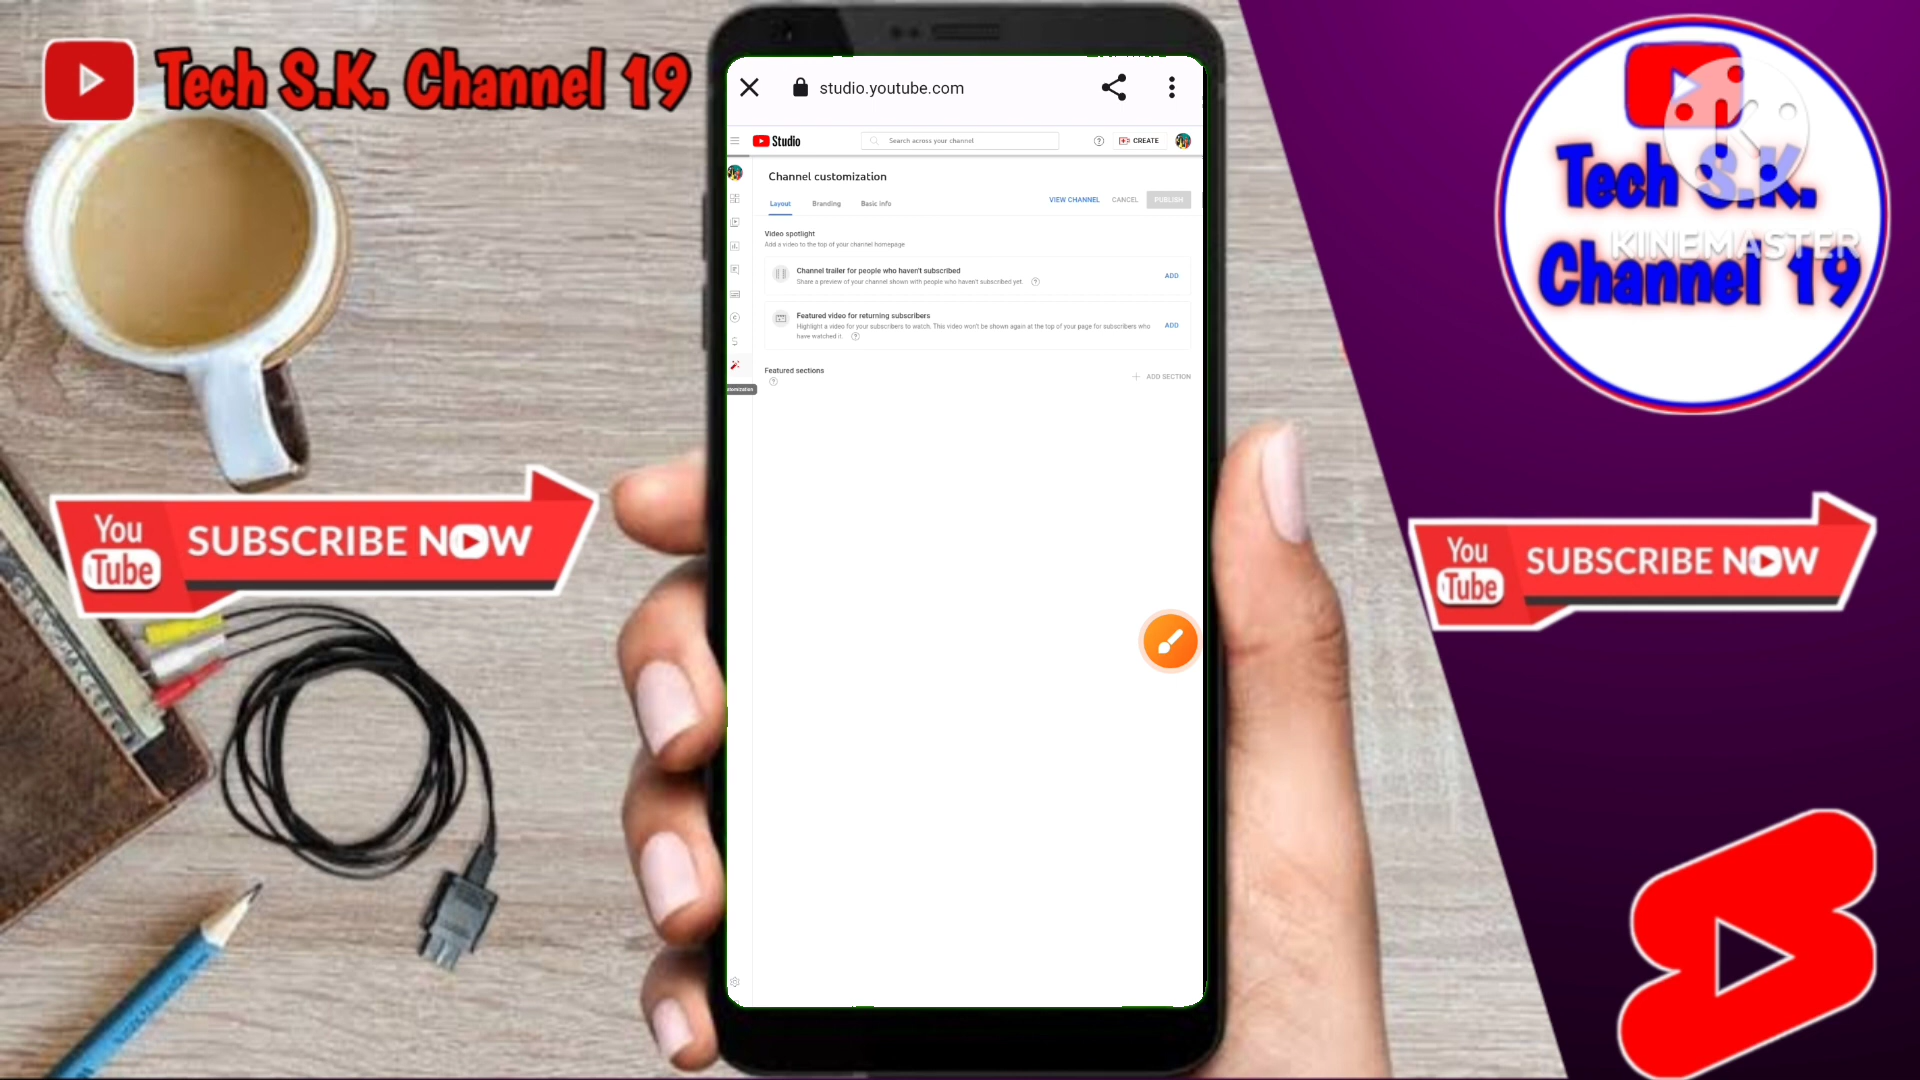 Tech S.K. Channel 19
studio.youtube.com
Studio
Search across your channel
CREATE
Channel customization
Layout
Branding
Basic info
VIEW CHANNEL
CANCEL
PUBLISH
Video spotlight
Add a video to the top of your channel homepage
Channel trailer for people who haven't subscribed
Share a preview of your channel shown with people who haven't subscribed yet.
ADD
Featured video for returning subscribers
Highlight a video for your subscribers to watch. This video won't be shown again at the top of your page for subscribers who
have watched it.
ADD
Featured sections
ADD SECTION
You
Tube
SUBSCRIBE NOW
Tech S.K.
KINEMASTER
Channel 19
You
Tube
SUBSCRIBE NOW